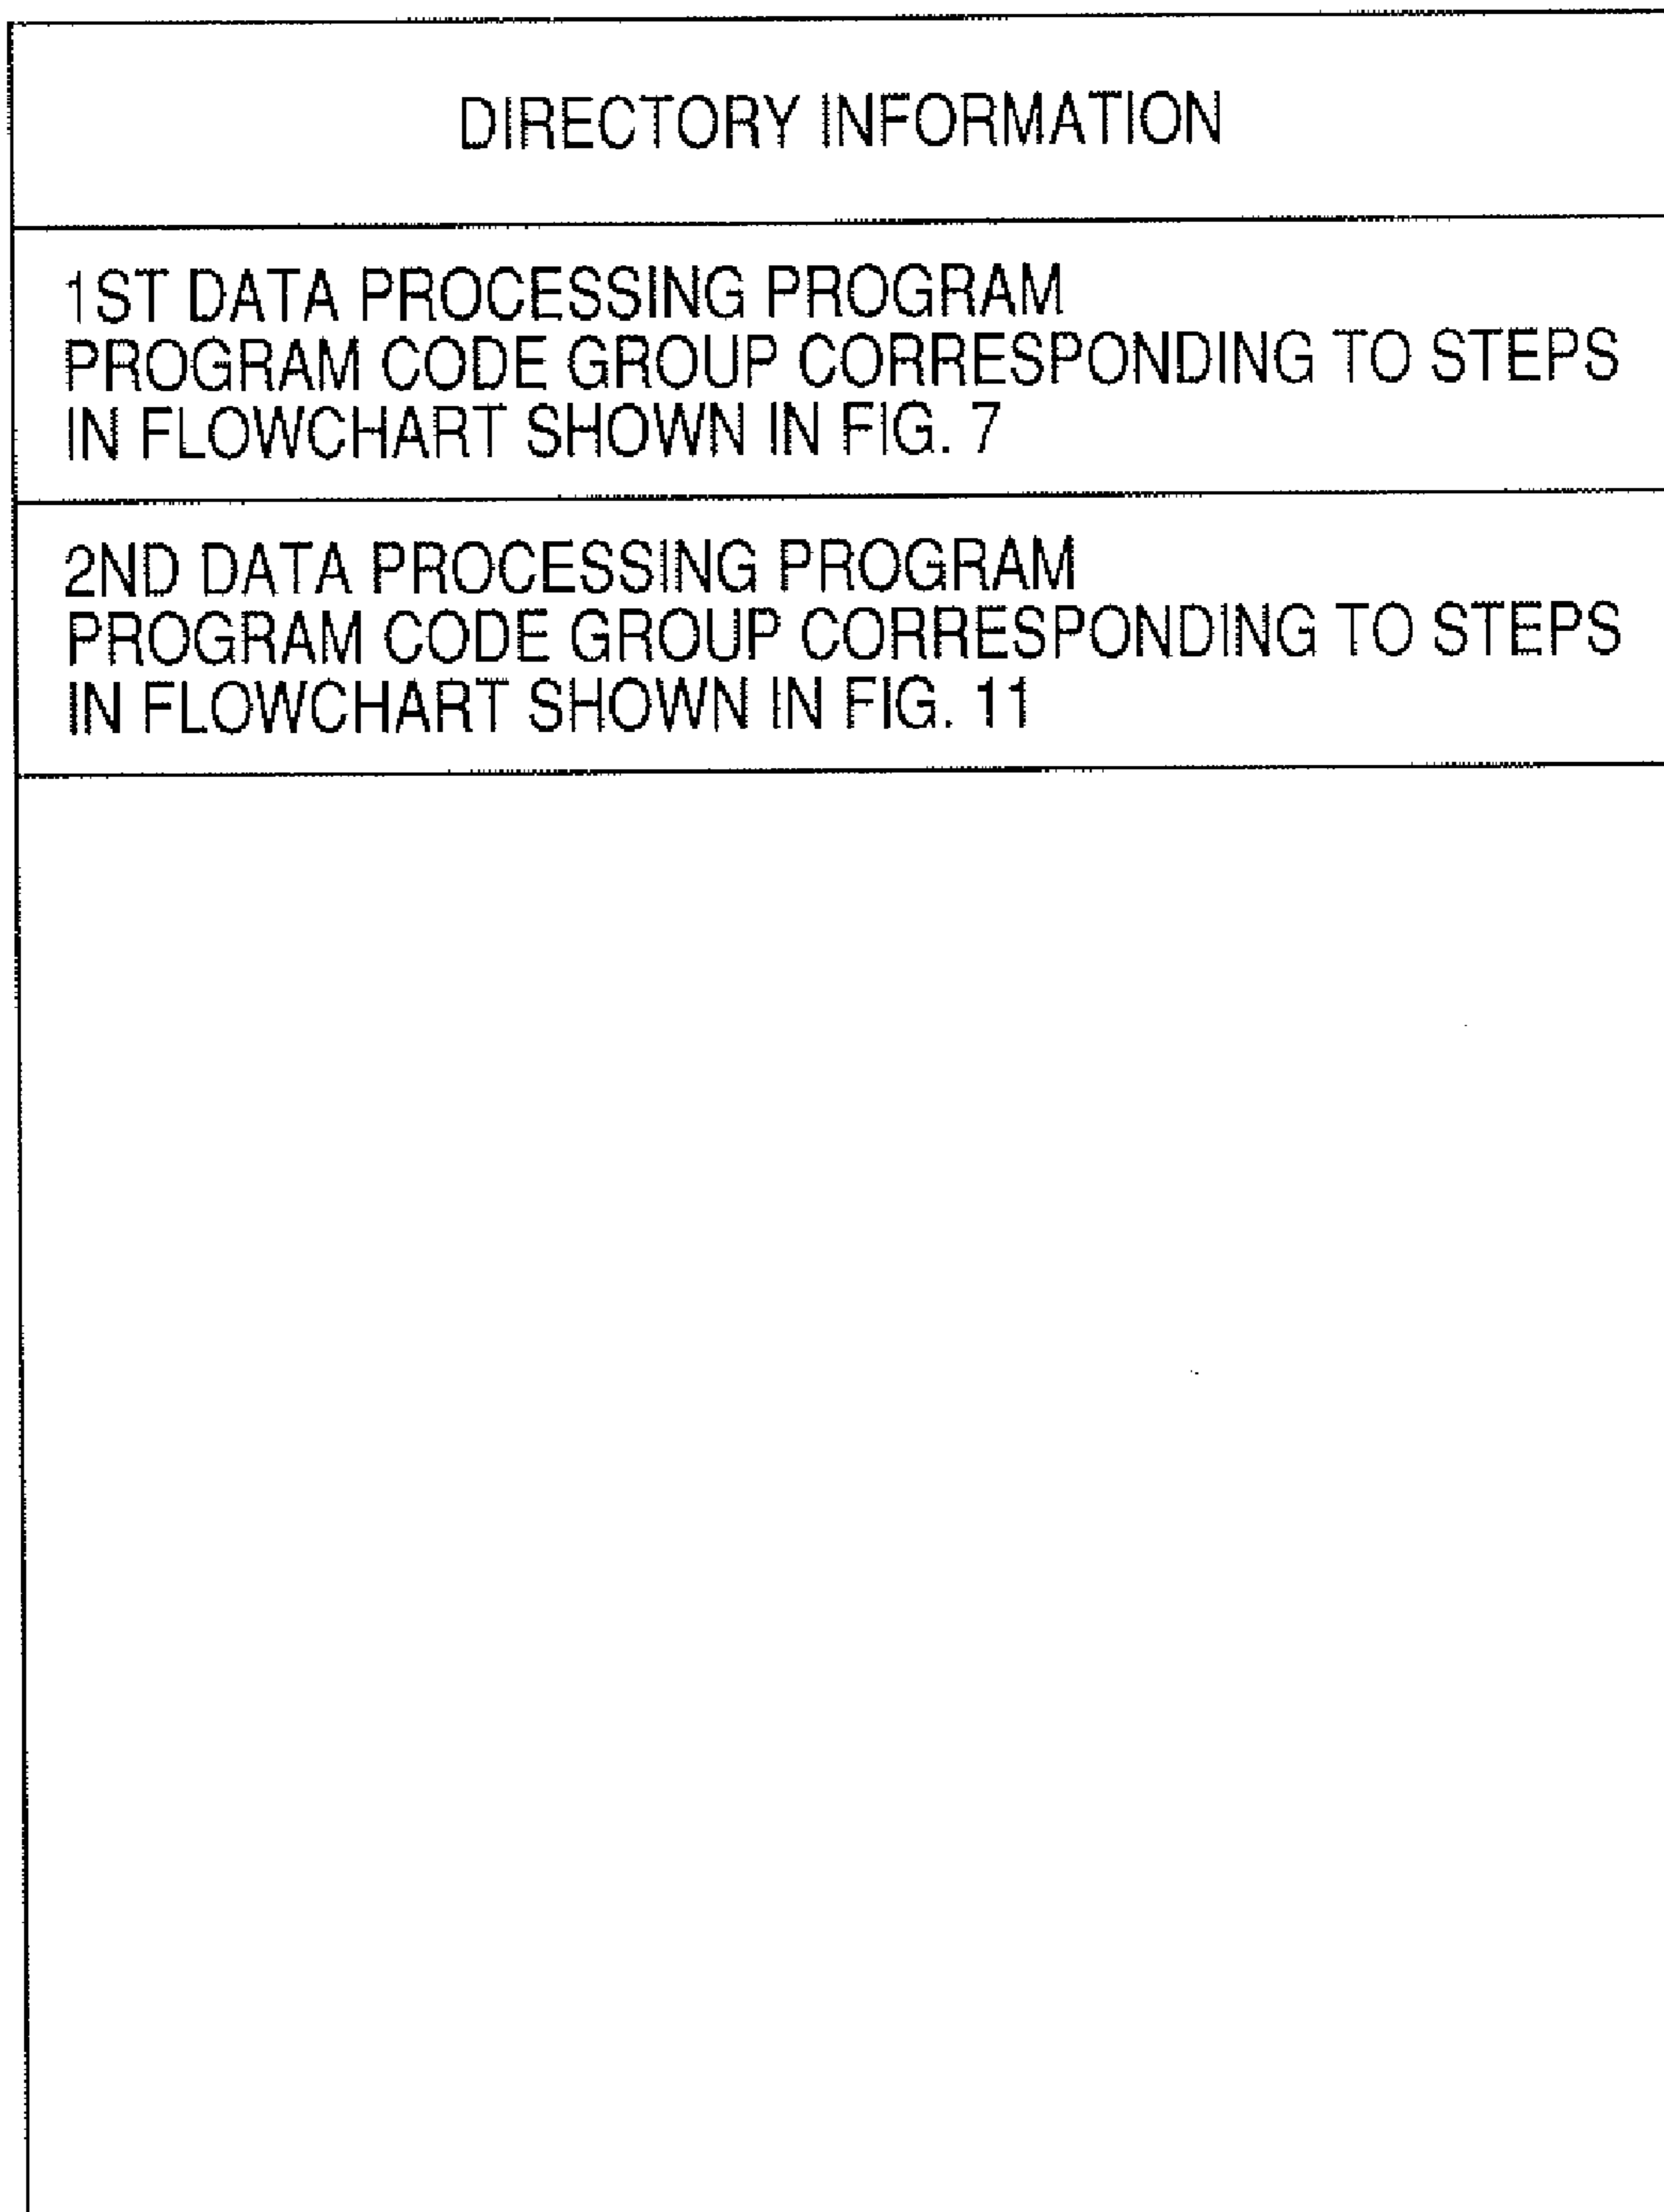 DIRECTORY INFORMATION
1ST DATA PROCESSING PROGRAM
PROGRAM CODE GROUP CORRESPONDING TO STEPS
IN FLOWCHART SHOWN IN FIG. 7
2ND DATA PROCESSING PROGRAM
PROGRAM CODE GROUP CORRESPONDING TO STEPS
IN FLOWCHART SHOWN IN FIG. 11